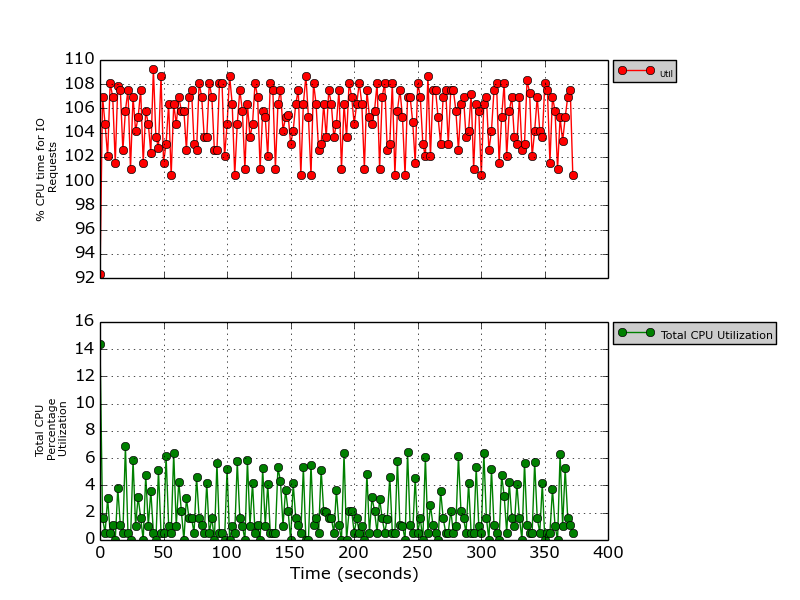 110
108
106
104
102
100
98
96
94
92
% CPU time for IO
Requests
Util
16
14
12
10
8
6
4
2
0
Total CPU
Percentage
Utilization
Total CPU Utilization
0 50 100 150 200 250 300 350 400
Time (seconds)